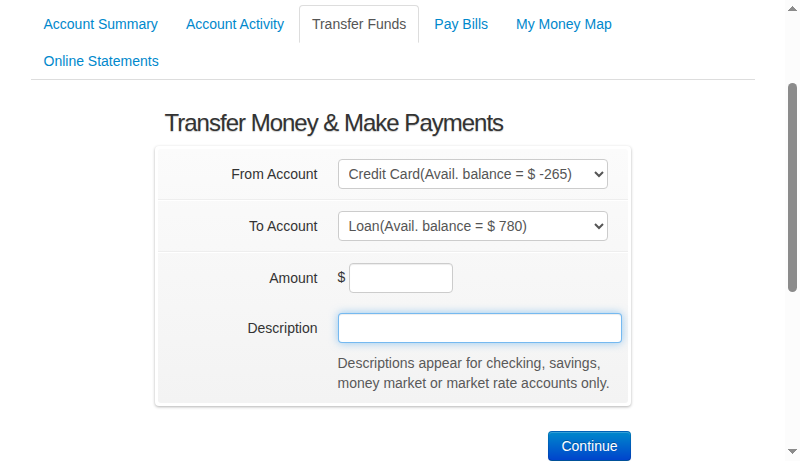 Account Summary
Account Activity
Transfer Funds
Pay Bills
My Money Map
Online Statements
Transfer Money & Make Payments
From Account
Credit Card(Avail. balance = $ -265)
To Account
Loan(Avail. balance = $ 780)
Amount
$
Description
Descriptions appear for checking, savings,
money market or market rate accounts only.
Continue